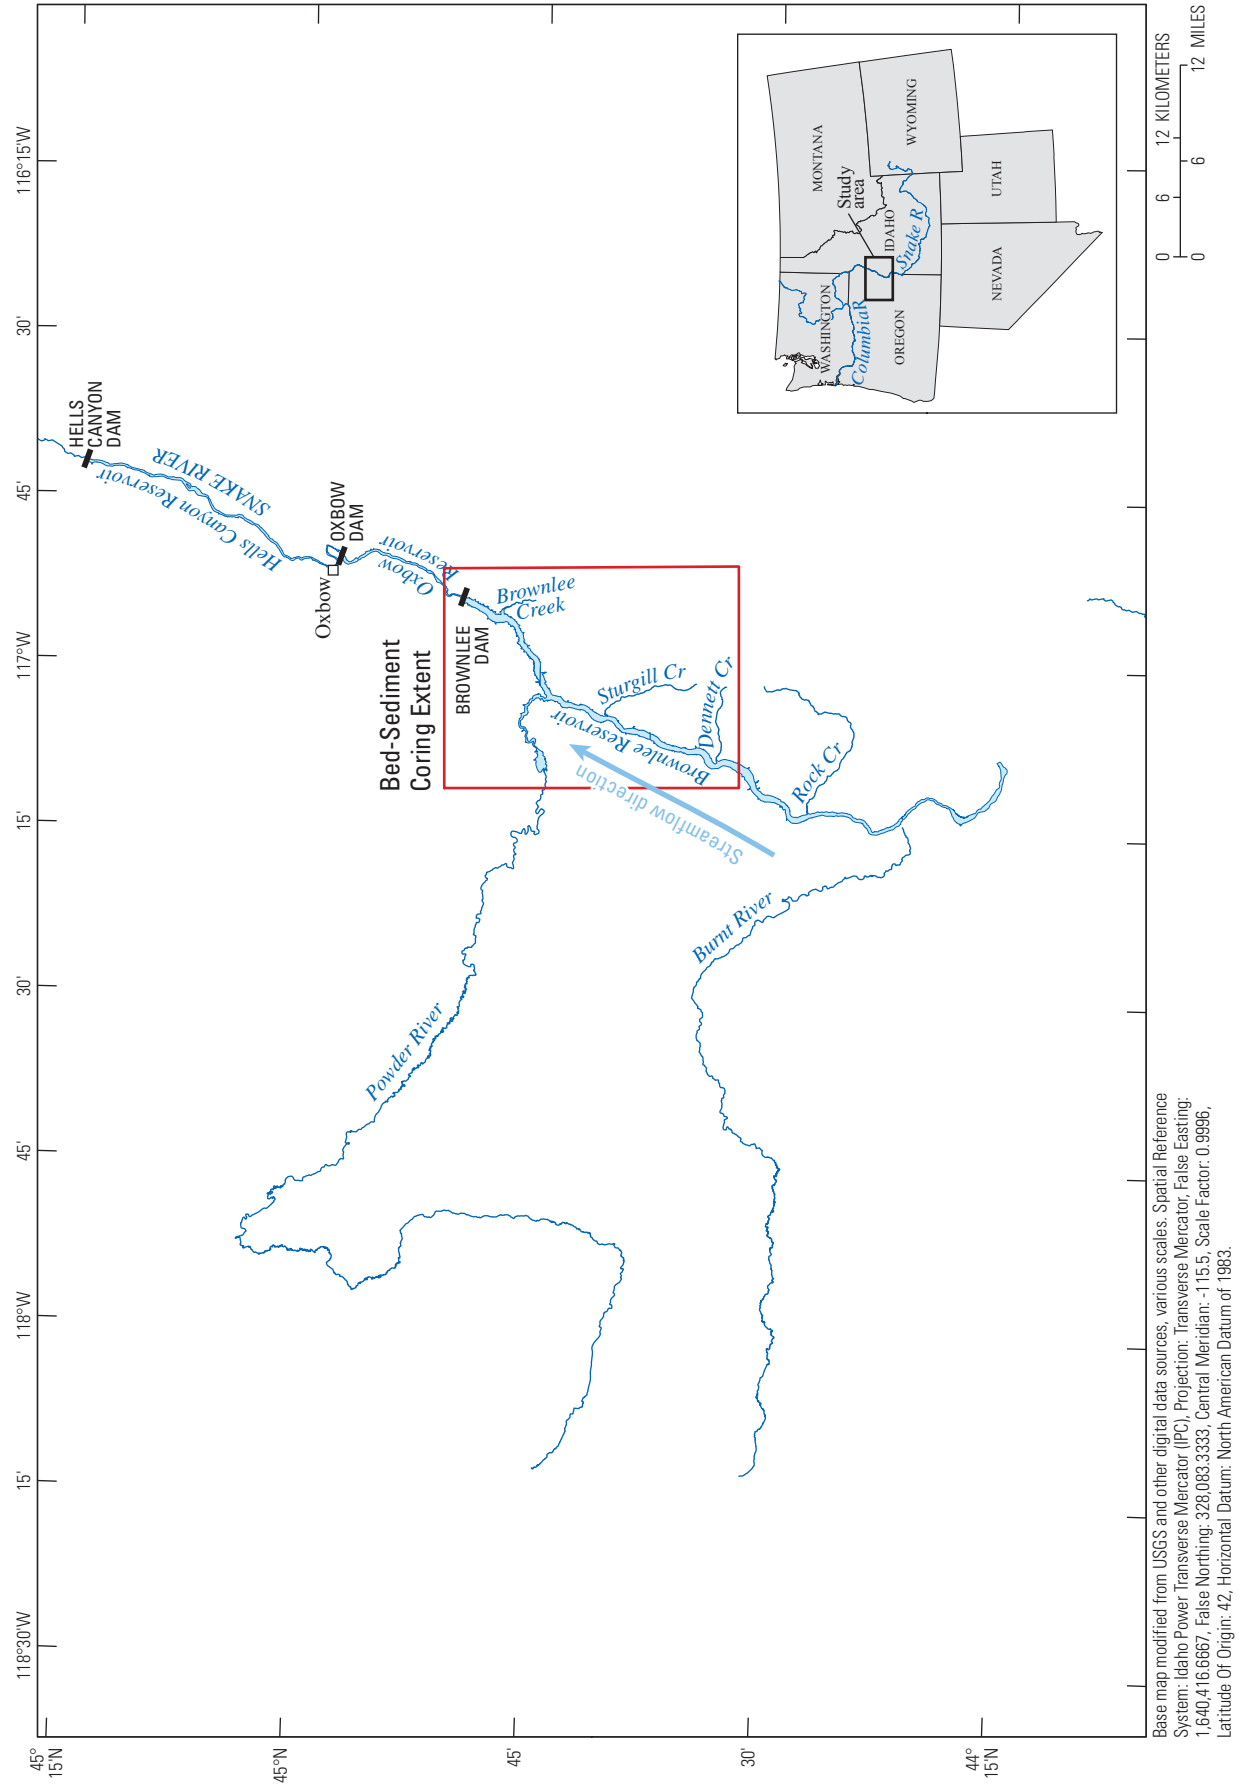 45°
15'N
45°N
45'
30'
44°
15'N
118°30'W
15'
118°W
45'
30'
15'
117°W
45'
30'
116°15'W
HELLS
CANYON
DAM
Hells Canyon Reservoir
SNAKE RIVER
Oxbow
OXBOW
DAM
Oxbow
Reservoir
Bed-Sediment
Coring Extent
BROWNLEE
DAM
Brownlee
Creek
Powder River
Sturgill Cr
Brownlee Reservoir
Dennett Cr
Streamflow direction
Rock Cr
Burnt River
MONTANA
WASHINGTON
Study
area
WYOMING
IDAHO
Columbia R
Snake R
OREGON
UTAH
NEVADA
0 6 12 KILOMETERS
0 6 12 MILES
Base map modified from USGS and other digital data sources, various scales. Spatial Reference
System: Idaho Power Transverse Mercator (IPC), Projection: Transverse Mercator, False Easting:
1,640,416.6667, False Northing: 328,083.3333, Central Meridian: -115.5, Scale Factor: 0.9996,
Latitude Of Origin: 42, Horizontal Datum: North American Datum of 1983.